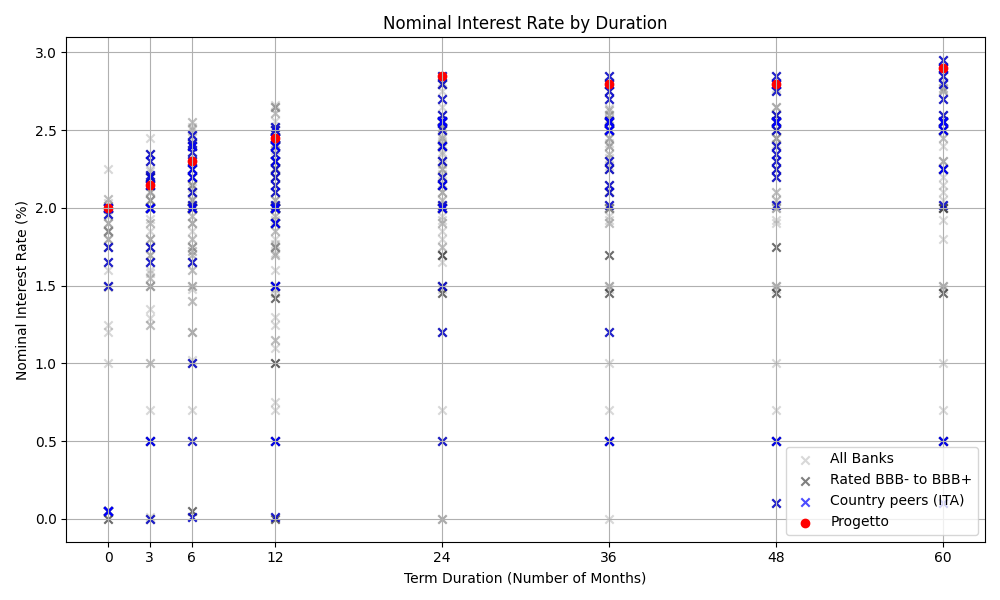 Nominal Interest Rate by Duration
Nominal Interest Rate (%)
3.0
2.5
2.0
1.5
1.0
0.5
0.0
All Banks
Rated BBB- to BBB+
Country peers (ITA)
Progetto
0 3 6 12 24 36 48 60
Term Duration (Number of Months)